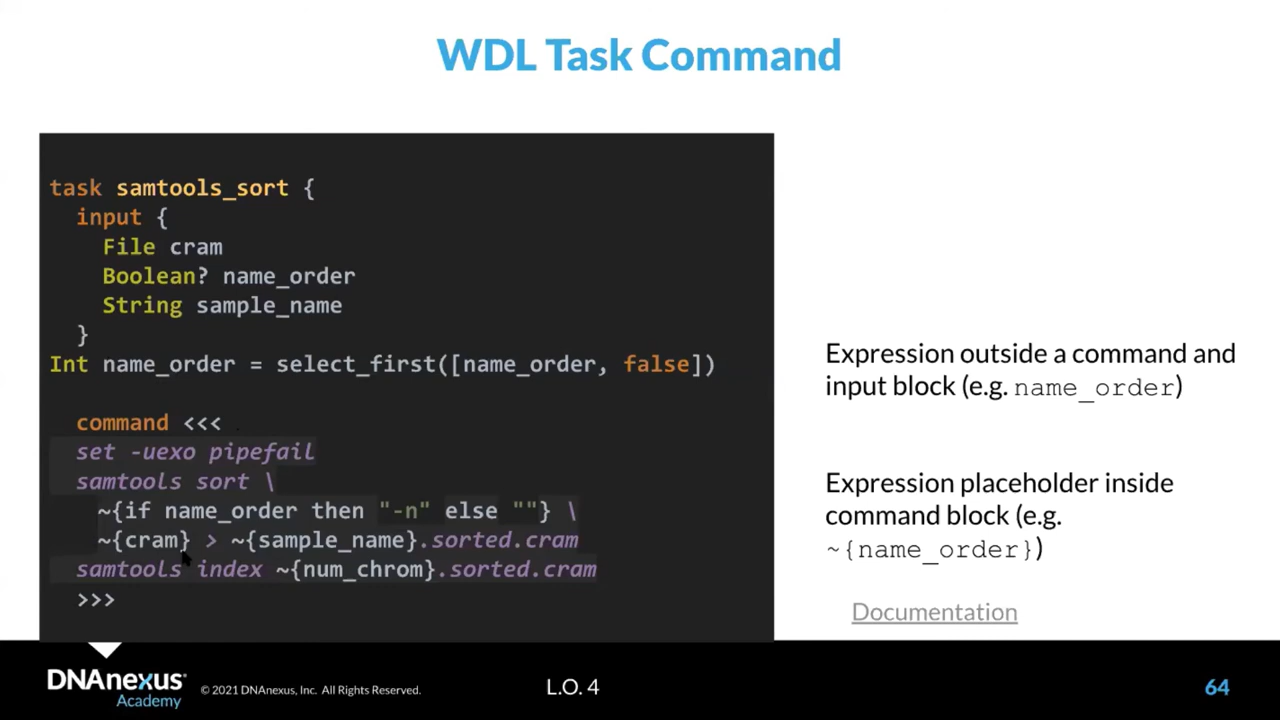 WDL Task Command
task samtools_sort {
input {
File cram
Boolean? name_order
String sample_name
}
Int name_order = select_first([name_order, false])
command <<<
set -uexo pipefail
samtools sort \
~{if name_order then "-n" else ""} \
~{cram} > ~{sample_name}.sorted.cram
samtools index ~{num_chrom}.sorted.cram
>>>
Expression outside a command and
input block (e.g. name_order)
Expression placeholder inside
command block (e.g.
~{name_order})
Documentation
DNAnexus®
Academy
© 2021 DNAnexus, Inc. All Rights Reserved.
L.O. 4
64